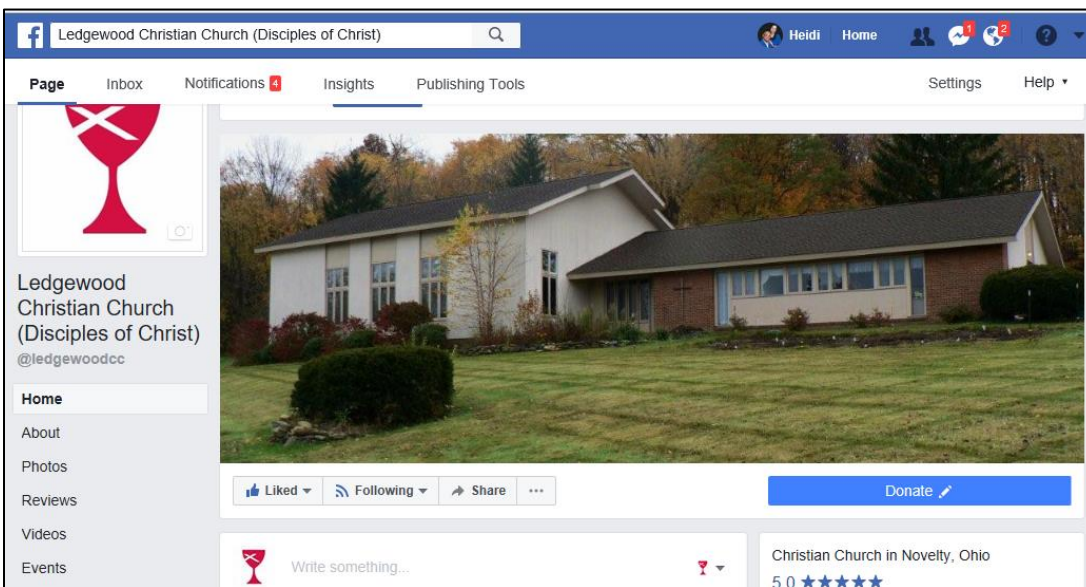 f
Ledgewood Christian Church (Disciples of Christ)
Heidi Home 1 2 ?
Page Inbox Notifications 4 Insights Publishing Tools Settings Help
Ledgewood
Christian Church
(Disciples of Christ)
@ledgewoodcc
Home
About
Photos
Reviews
Videos
Events
Liked Following Share ...
Donate
Write something...
Christian Church in Novelty, Ohio
5.0 ★★★★★